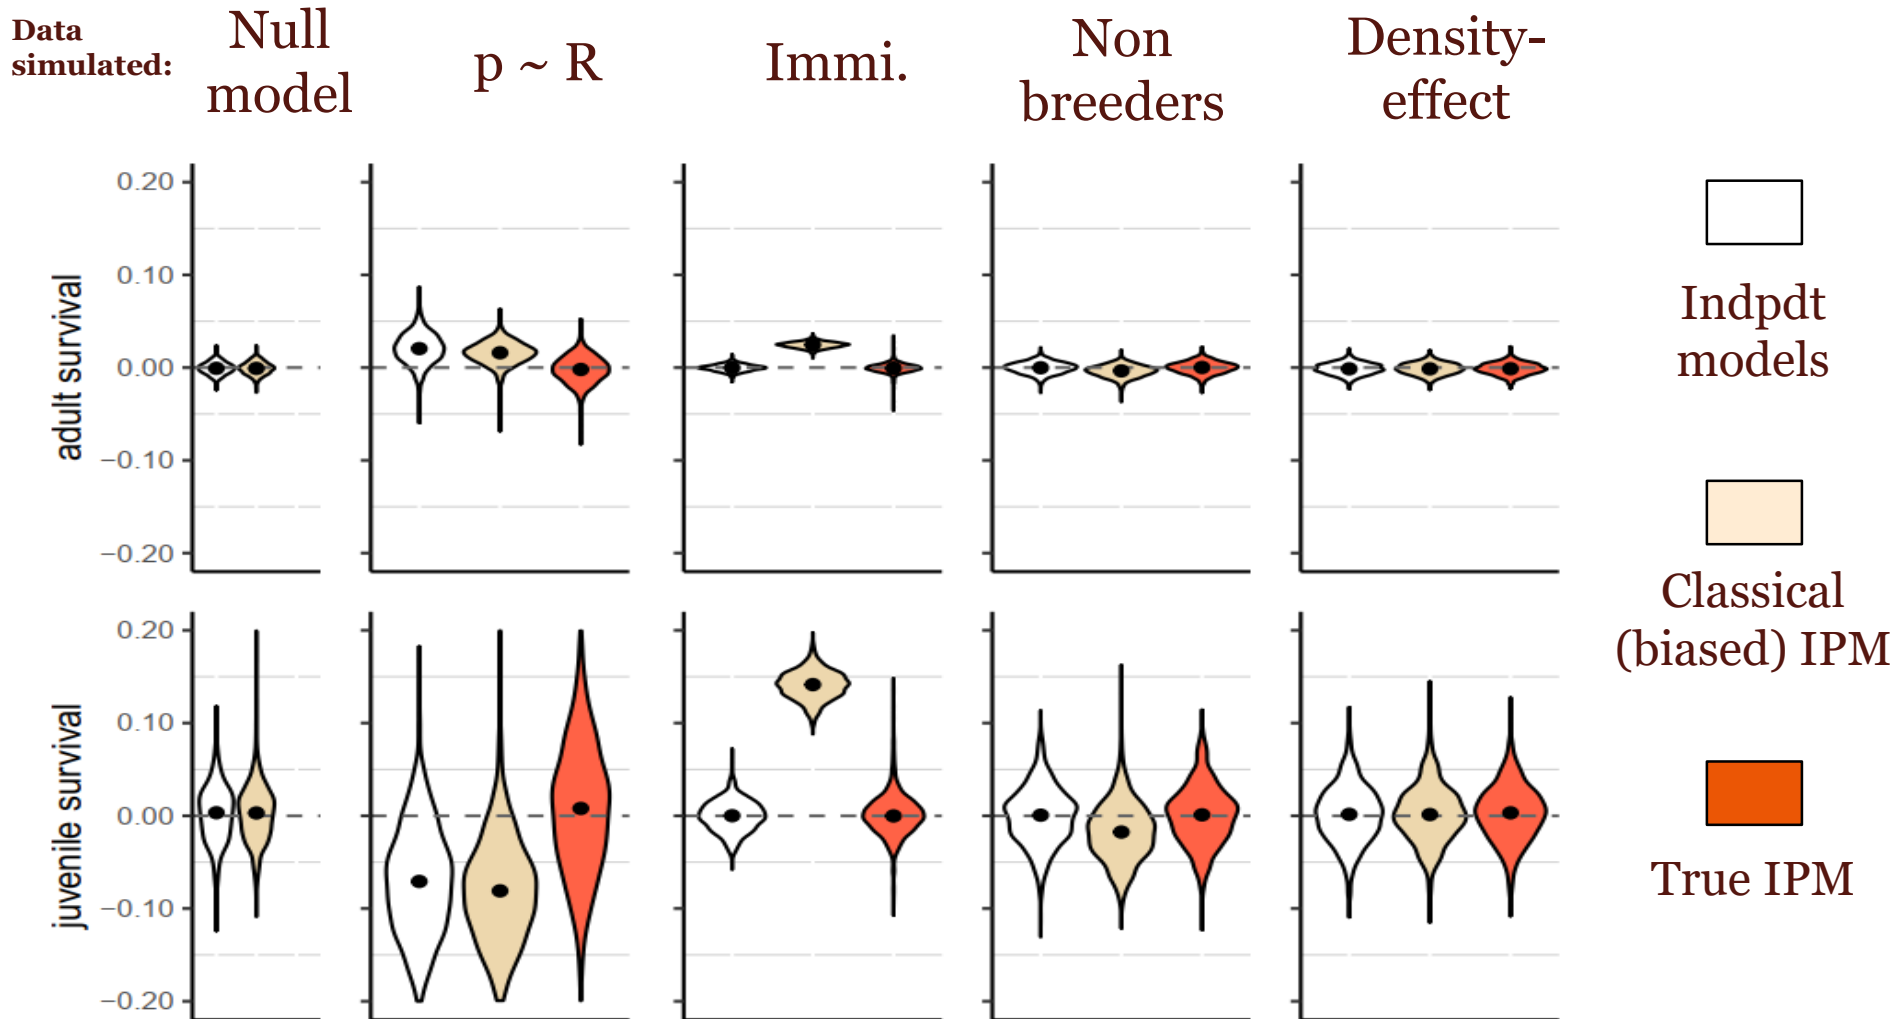 Data
simulated:
Null
model
p ~ R
Immi.
Non
breeders
Density-
effect
adult survival
0.20
0.10
0.00
−0.10
−0.20
juvenile survival
0.20
0.10
0.00
−0.10
−0.20
Indpdt
models
Classical
(biased) IPM
True IPM